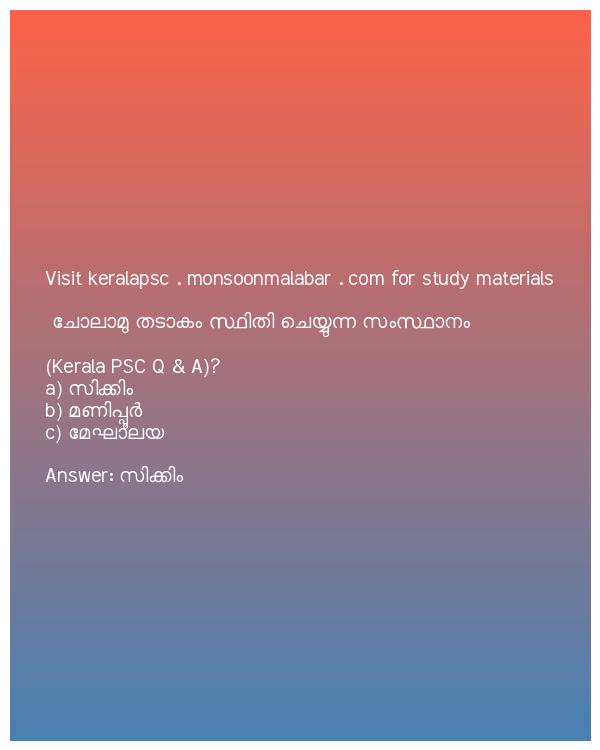 Visit keralapsc . monsoonmalabar . com for study materials
ചോലാമു തടാകം സ്ഥിതി ചെയ്യുന്ന സംസ്ഥാനം
(Kerala PSC Q & A)?
a) സിക്കിം
b) മണിപ്പൂർ
c) മേഘാലയ
Answer: സിക്കിം